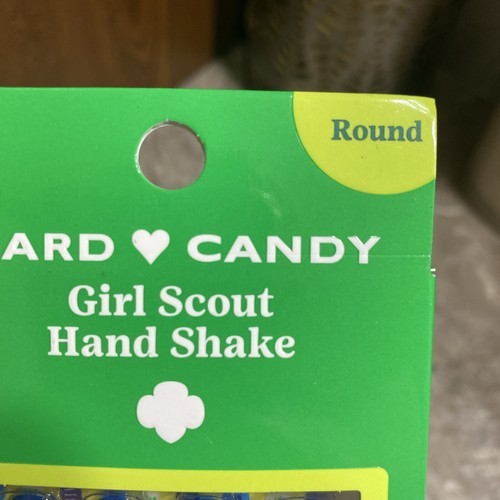 Round
ARD CANDY
Girl Scout
Hand Shake